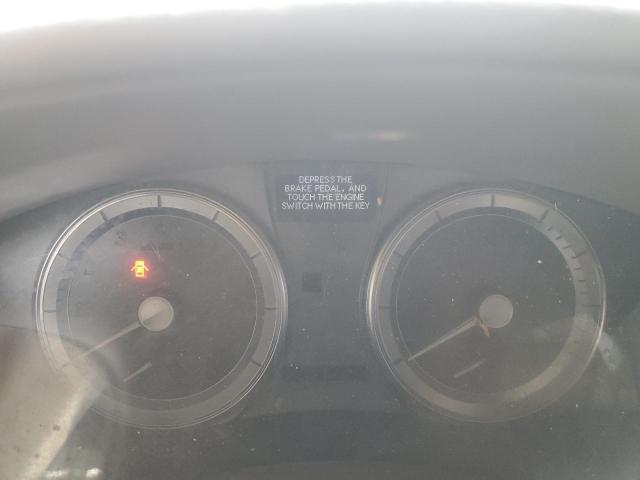 DEPRESS THE
BRAKE PEDAL, AND
TOUCH THE ENGINE
SWITCH WITH THE KEY